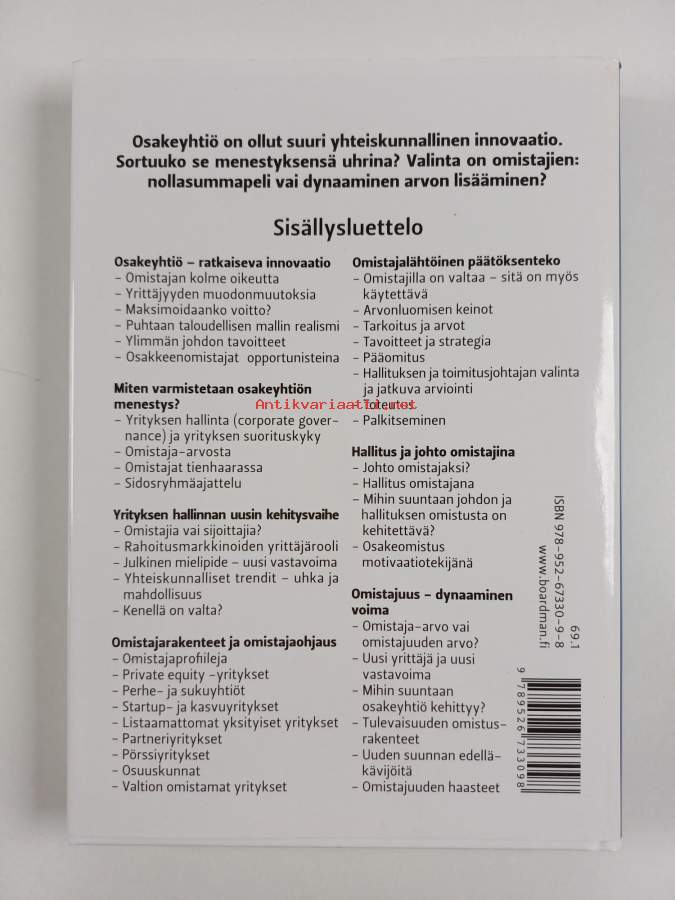 Osakeyhtiö on ollut suuri yhteiskunnallinen innovaatio.
Sortuuko se menestyksensä uhrina? Valinta on omistajien:
nollasummapeli vai dynaaminen arvon lisääminen?
Sisällysluettelo
Osakeyhtiö – ratkaiseva innovaatio
– Omistajan kolme oikeutta
– Yrittäjyyden muodonmuutoksia
– Maksimoidaanko voitto?
– Puhtaan taloudellisen mallin realismi
– Ylimmän johdon tavoitteet
– Osakkeenomistajat opportunisteina
Miten varmistetaan osakeyhtiön
menestys?
– Yrityksen hallinta (corporate gover-
nance) ja yrityksen suorituskyky
– Omistaja-arvosta
– Omistajat tienhaarassa
– Sidosryhmäajattelu
Yrityksen hallinnan uusin kehitysvaihe
– Omistajia vai sijoittajia?
– Rahoitusmarkkinoiden yrittäjärooli
– Julkinen mielipide – uusi vastavoima
– Yhteiskunnalliset trendit – uhka ja
mahdollisuus
– Kenellä on valta?
Omistajarakenteet ja omistajaohjaus
– Omistajaprofiileja
– Private equity –yritykset
– Perhe- ja sukuyhtiöt
– Startup– ja kasvuyritykset
– Listaamattomat yksityiset yritykset
– Partneriyritykset
– Pörssiyritykset
– Osuuskunnat
– Valtion omistamat yritykset
Omistajalähtöinen päätöksenteko
– Omistajilla on valtaa – sitä on myös
käytettävä
– Arvonluomisen keinot
– Tarkoitus ja arvot
– Tavoitteet ja strategia
– Pääomitus
– Hallituksen ja toimitusjohtajan valinta
ja jatkuva arviointi
– Toteutus
– Palkitseminen
Hallitus ja johto omistajina
– Johto omistajaksi?
– Hallitus omistajana
– Mihin suuntaan johdon ja
hallituksen omistusta on
kehitettävä?
– Osakeomistus
motivaatiotekijänä
Omistajuus – dynaaminen
voima
– Omistaja-arvo vai
omistajuuden arvo?
– Uusi yrittäjä ja uusi
vastavoima
– Mihin suuntaan
osakeyhtiö kehittyy?
– Tulevaisuuden omistus-
rakenteet
– Uuden suunnan edellä-
kävijöitä
– Omistajuuden haasteet
Antikvariaatti.net
ISBN 978-952-67330-9-8
www.boardman.fi
69.1
9 789526 733098